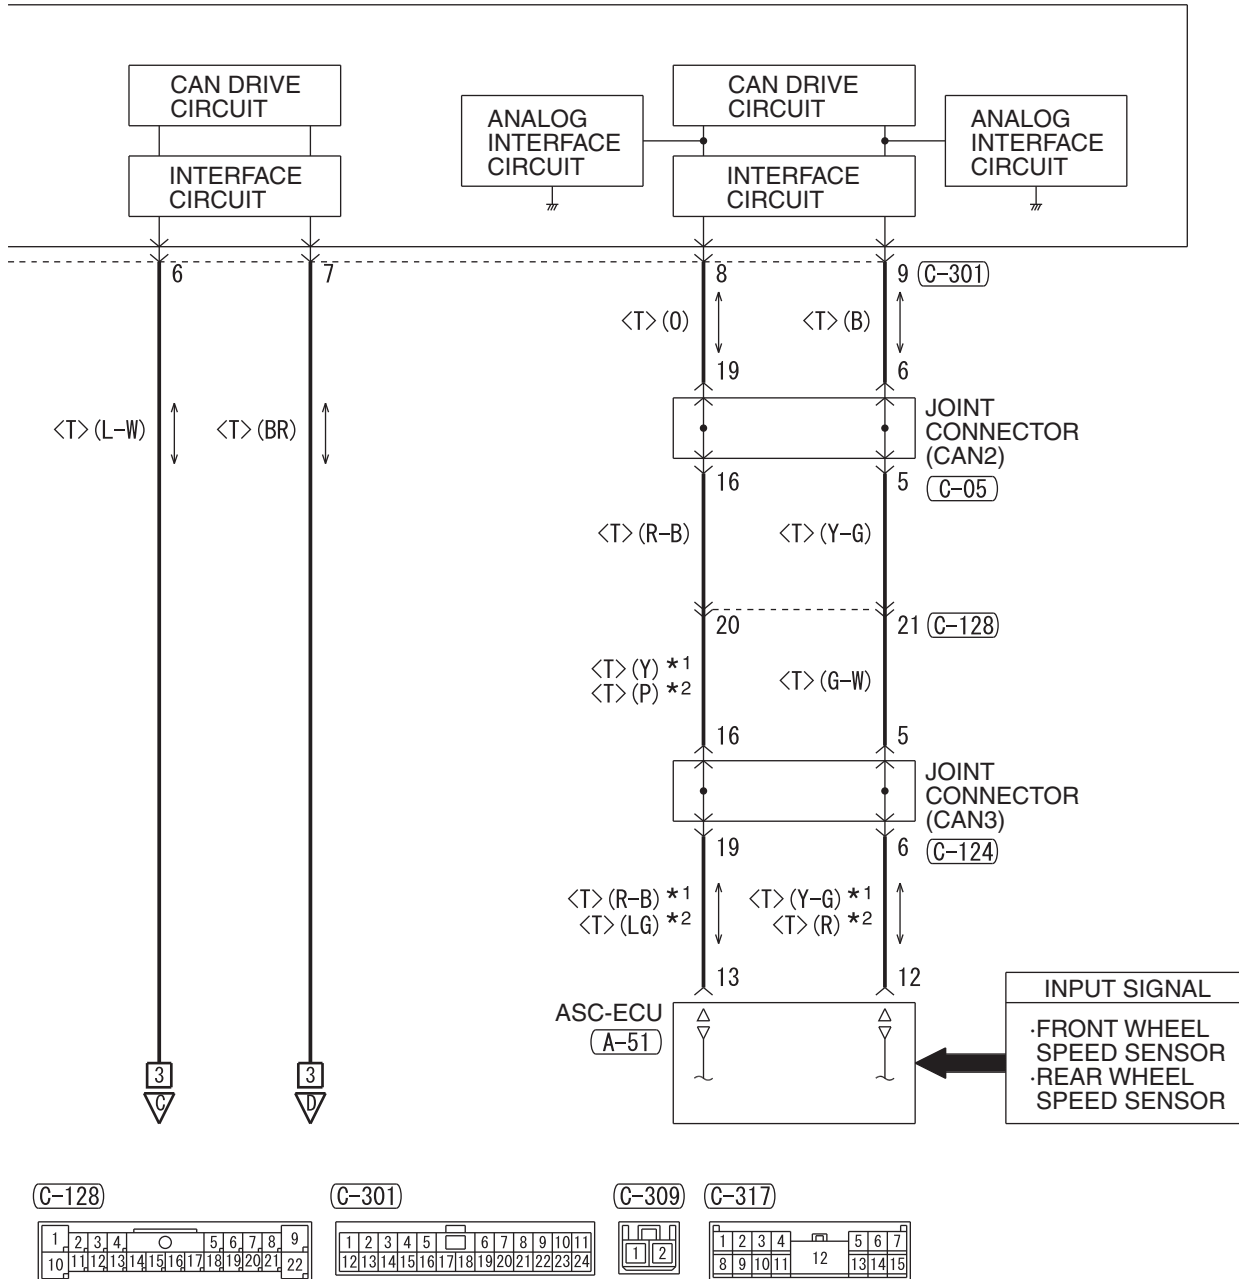 CAN DRIVE
CIRCUIT
INTERFACE
CIRCUIT
ANALOG
INTERFACE
CIRCUIT
CAN DRIVE
CIRCUIT
INTERFACE
CIRCUIT
ANALOG
INTERFACE
CIRCUIT
6
7
8
9 C-301
<T>(O)
<T>(B)
19
6
<T>(L-W)
<T>(BR)
JOINT
CONNECTOR
(CAN2)
16
5
C-05
<T>(R-B)
<T>(Y-G)
20
21 C-128
<T>(Y) *1
<T>(P) *2
<T>(G-W)
16
5
JOINT
CONNECTOR
(CAN3)
19
6
C-124
<T>(R-B) *1
<T>(LG) *2
<T>(Y-G) *1
<T>(R) *2
13
12
ASC-ECU
A-51
INPUT SIGNAL
·FRONT WHEEL
SPEED SENSOR
·REAR WHEEL
SPEED SENSOR
3
C
3
D
C-128
1 2 3 4 5 6 7 8 9
10 11 12 13 14 15 16 17 18 19 20 21 22
C-301
1 2 3 4 5 6 7 8 9 10 11
12 13 14 15 16 17 18 19 20 21 22 23 24
C-309
1 2
C-317
1 2 3 4 5 6 7
8 9 10 11 12 13 14 15